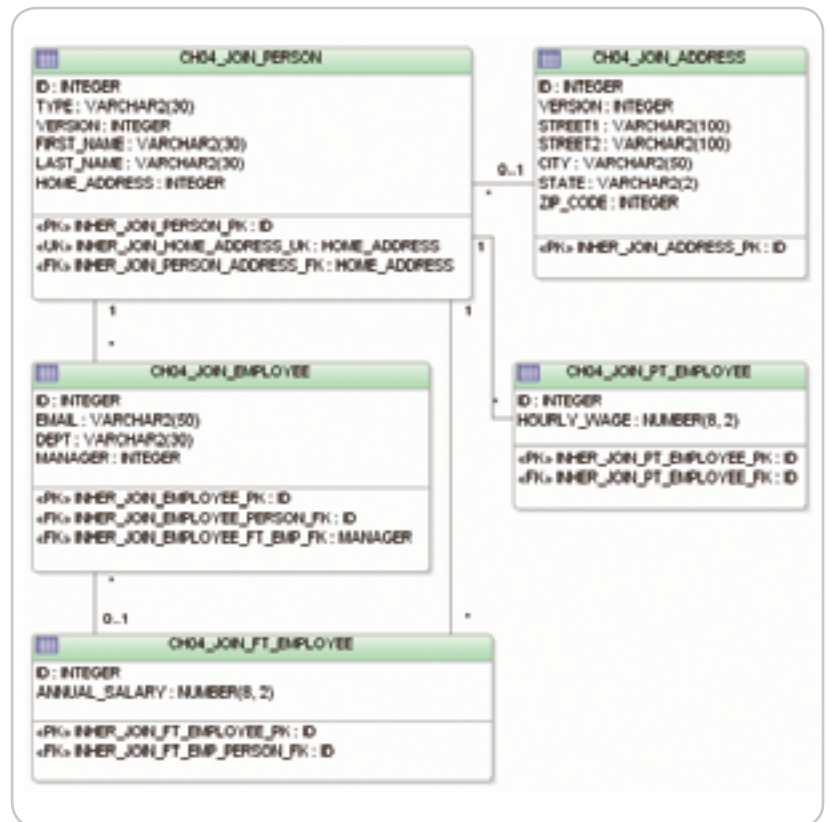 CH04_JOIN_PERSON
ID : INTEGER
TYPE : VARCHAR2(30)
VERSION : INTEGER
FIRST_NAME : VARCHAR2(30)
LAST_NAME : VARCHAR2(30)
HOME_ADDRESS : INTEGER
«PK» INHER_JOIN_PERSON_PK : ID
«UK» INHER_JOIN_HOME_ADDRESS_UK : HOME_ADDRESS
«FK» INHER_JOIN_PERSON_ADDRESS_FK : HOME_ADDRESS
0..1
*
CH04_JOIN_ADDRESS
ID : INTEGER
VERSION : INTEGER
STREET1 : VARCHAR2(100)
STREET2 : VARCHAR2(100)
CITY : VARCHAR2(50)
STATE : VARCHAR2(2)
ZIP_CODE : INTEGER
«PK» INHER_JOIN_ADDRESS_PK : ID
1
1
1
*
*
CH04_JOIN_EMPLOYEE
ID : INTEGER
EMAIL : VARCHAR2(50)
DEPT : VARCHAR2(30)
MANAGER : INTEGER
«PK» INHER_JOIN_EMPLOYEE_PK : ID
«FK» INHER_JOIN_EMPLOYEE_PERSON_FK : ID
«FK» INHER_JOIN_EMPLOYEE_FT_EMP_FK : MANAGER
CH04_JOIN_PT_EMPLOYEE
ID : INTEGER
HOURLY_WAGE : NUMBER(8, 2)
«PK» INHER_JOIN_PT_EMPLOYEE_PK : ID
«FK» INHER_JOIN_PT_EMPLOYEE_FK : ID
*
0..1
*
CH04_JOIN_FT_EMPLOYEE
ID : INTEGER
ANNUAL_SALARY : NUMBER(8, 2)
«PK» INHER_JOIN_FT_EMPLOYEE_PK : ID
«FK» INHER_JOIN_FT_EMP_PERSON_FK : ID